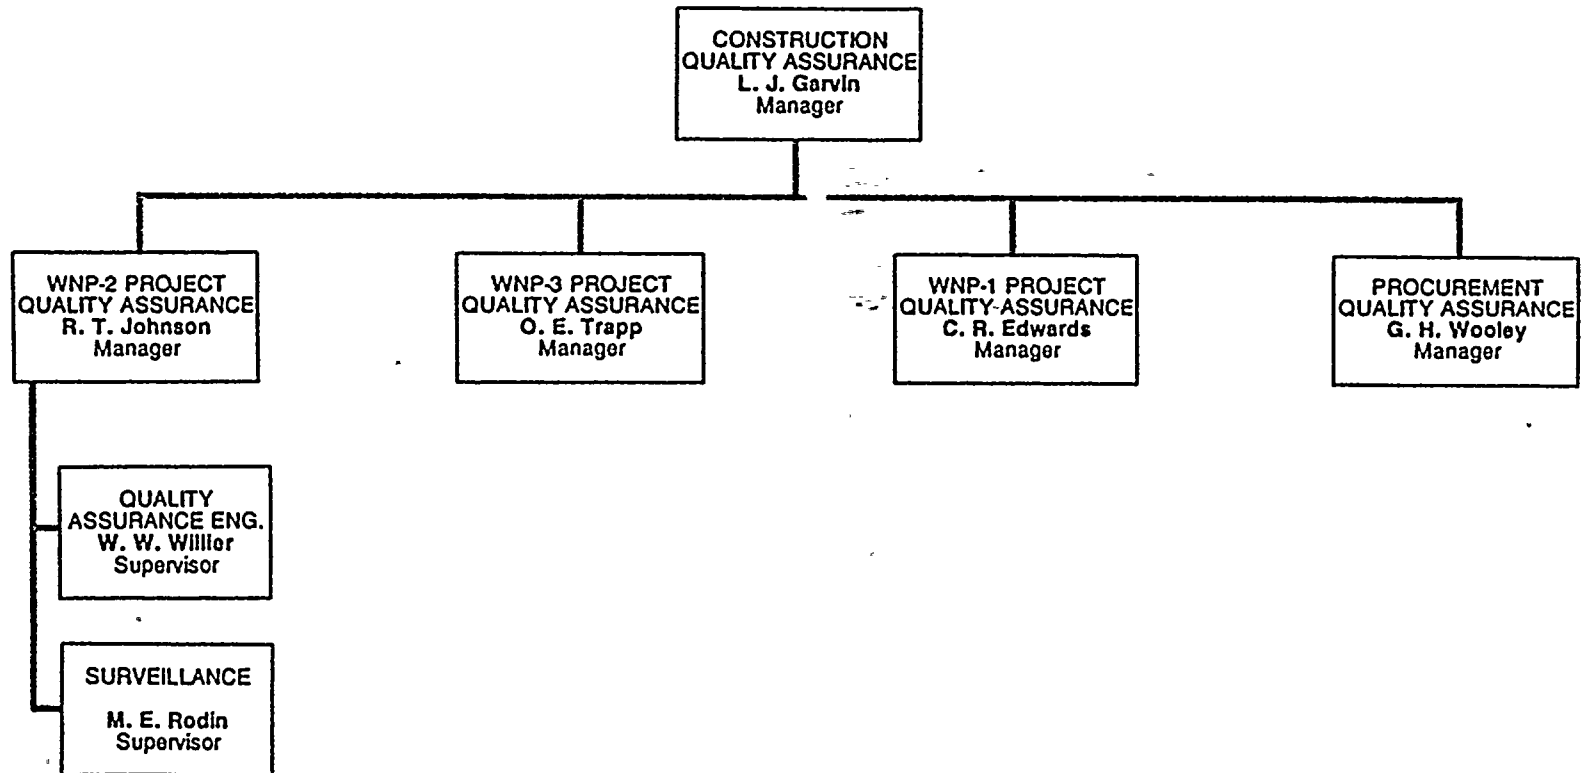 CONSTRUCTION
QUALITY ASSURANCE
L. J. Garvin
Manager
WNP-2 PROJECT
QUALITY ASSURANCE
R. T. Johnson
Manager
WNP-3 PROJECT
QUALITY ASSURANCE
O. E. Trapp
Manager
WNP-1 PROJECT
QUALITY-ASSURANCE
C. R. Edwards
Manager
PROCUREMENT
QUALITY ASSURANCE
G. H. Wooley
Manager
QUALITY
ASSURANCE ENG.
W. W. Willier
Supervisor
SURVEILLANCE
M. E. Rodin
Supervisor